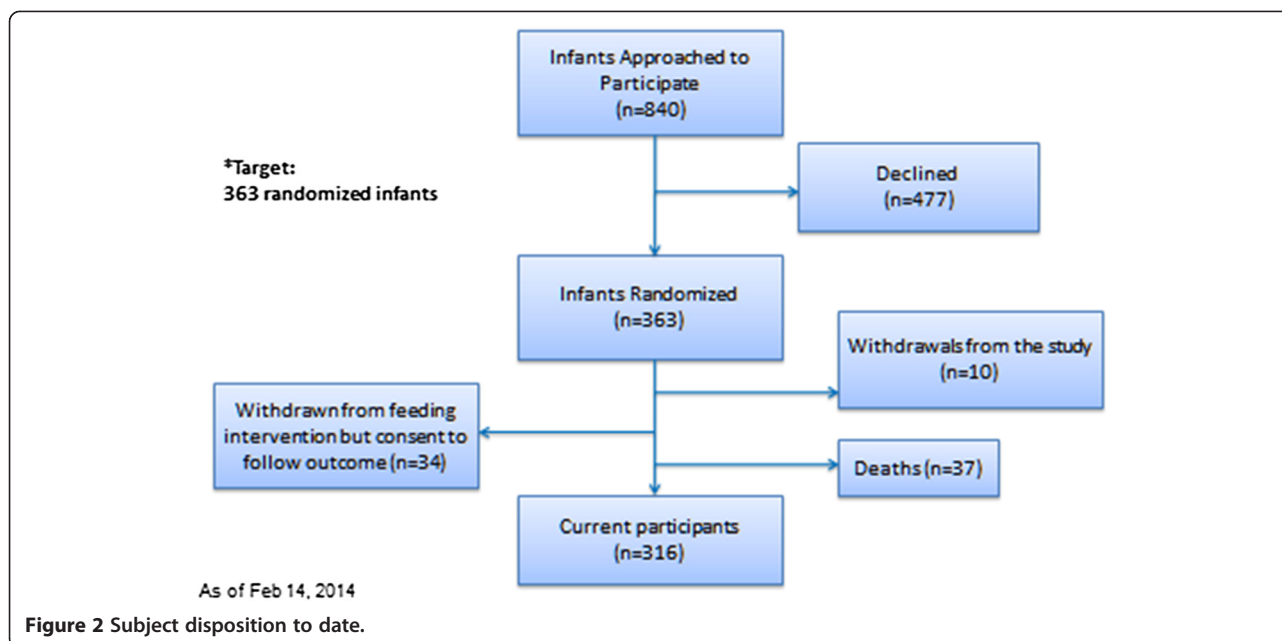 Infants Approached to
Participate
(n=840)
*Target:
363 randomized infants
Declined
(n=477)
Infants Randomized
(n=363)
Withdrawals from the study
(n=10)
Withdrawn from feeding
intervention but consent to
follow outcome (n=34)
Deaths (n=37)
Current participants
(n=316)
As of Feb 14, 2014
Figure 2 Subject disposition to date.